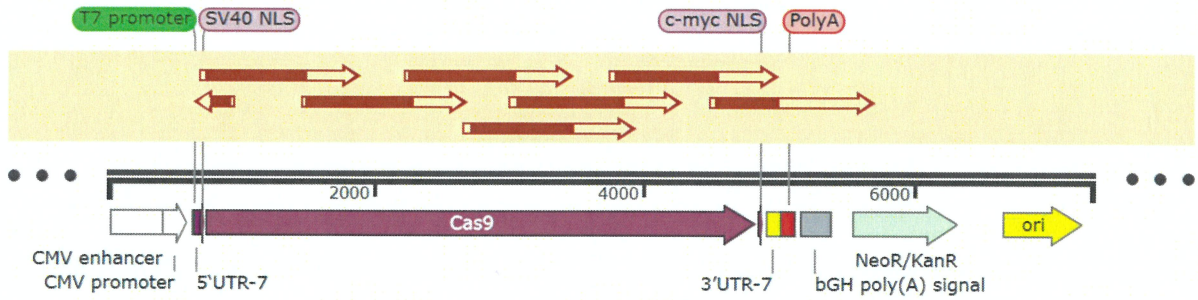 T7 promoter SV40 NLS c-myc NLS PolyA
2000 4000 6000
Cas9 ori
CMV enhancer NeoR/KanR
CMV promoter 5‘UTR-7 3’UTR-7 bGH poly(A) signal